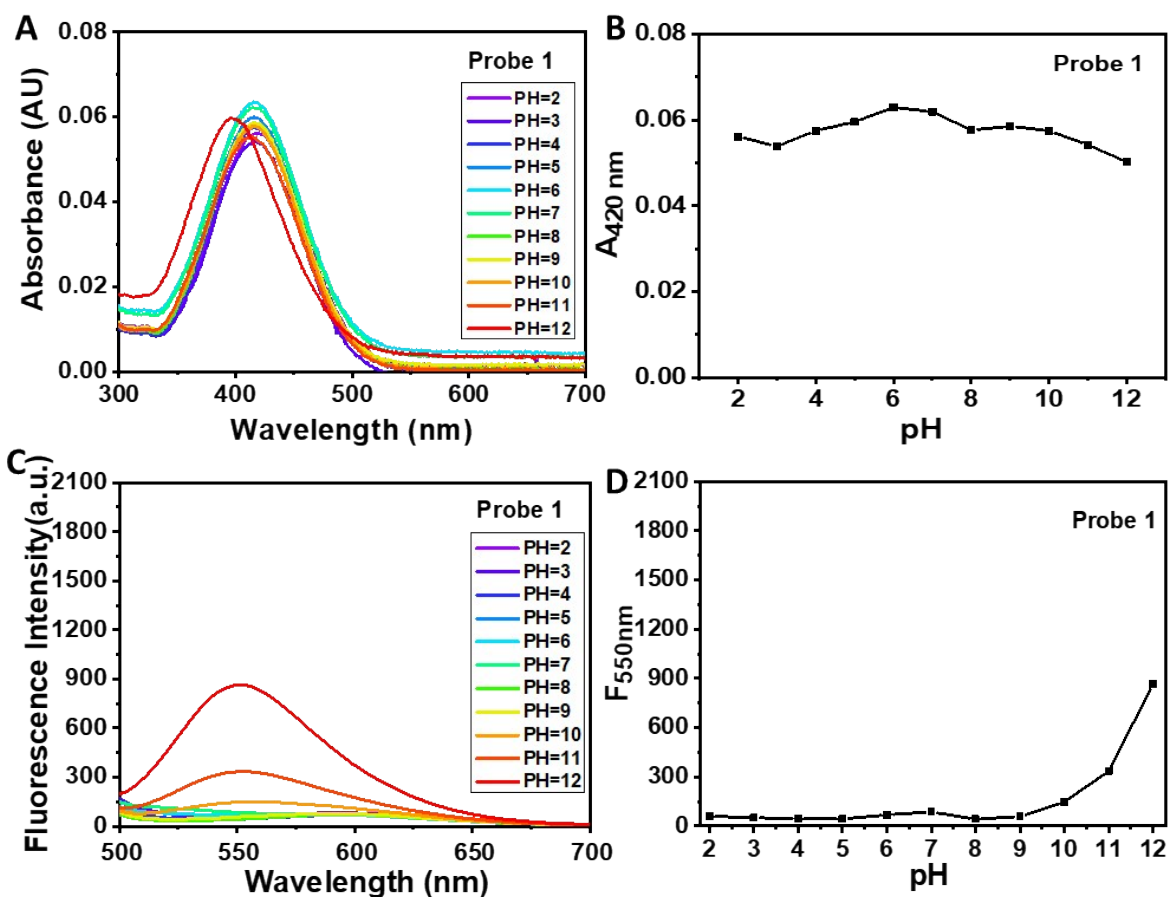 A
Absorbance (AU)
0.08
0.06
0.04
0.02
0.00
300
400
500
600
700
Wavelength (nm)
Probe 1
PH=2
PH=3
PH=4
PH=5
PH=6
PH=7
PH=8
PH=9
PH=10
PH=11
PH=12
B
A420 nm
0.08
0.06
0.04
0.02
0.00
2
4
6
8
10
12
pH
Probe 1
C
Fluorescence Intensity(a.u.)
2100
1800
1500
1200
900
600
300
0
500
550
600
650
700
Wavelength (nm)
Probe 1
PH=2
PH=3
PH=4
PH=5
PH=6
PH=7
PH=8
PH=9
PH=10
PH=11
PH=12
D
F550nm
2100
1800
1500
1200
900
600
300
0
2
3
4
5
6
7
8
9
10
11
12
pH
Probe 1